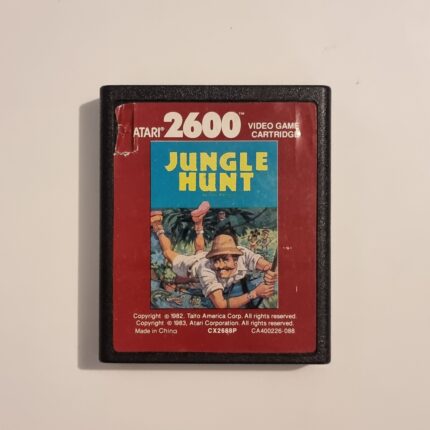 ATARI® 2600™ VIDEO GAME
CARTRIDGE
JUNGLE
HUNT
Copyright © 1982, Taito America Corp. All rights reserved.
Copyright © 1983, Atari Corporation. All rights reserved.
Made in China CX2688P CA400226-088